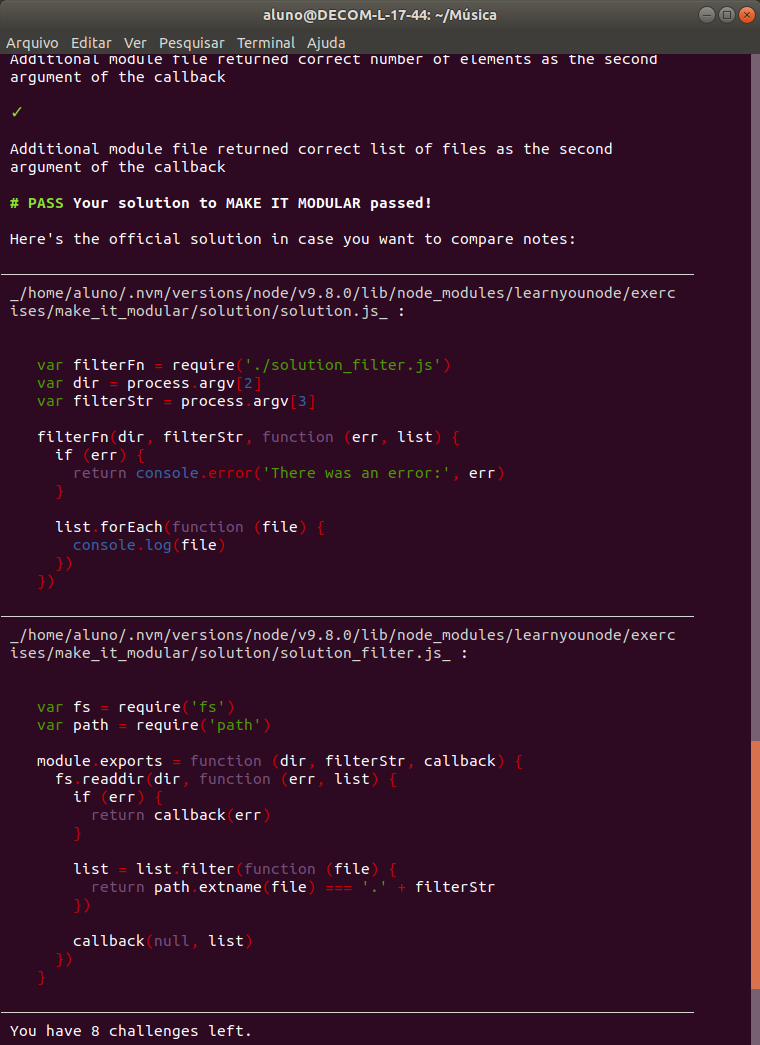 aluno@DECOM-L-17-44: ~/Música
Arquivo Editar Ver Pesquisar Terminal Ajuda
Additional module file returned correct number of elements as the second
argument of the callback
✓
Additional module file returned correct list of files as the second
argument of the callback
# PASS Your solution to MAKE IT MODULAR passed!
Here's the official solution in case you want to compare notes:
_/home/aluno/.nvm/versions/node/v9.8.0/lib/node_modules/learnyounode/exerc
ises/make_it_modular/solution/solution.js_ :
var filterFn = require('./solution_filter.js')
var dir = process.argv[2]
var filterStr = process.argv[3]
filterFn(dir, filterStr, function (err, list) {
  if (err) {
    return console.error('There was an error:', err)
  }
  list.forEach(function (file) {
    console.log(file)
  })
})
_/home/aluno/.nvm/versions/node/v9.8.0/lib/node_modules/learnyounode/exerc
ises/make_it_modular/solution/solution_filter.js_ :
var fs = require('fs')
var path = require('path')
module.exports = function (dir, filterStr, callback) {
  fs.readdir(dir, function (err, list) {
    if (err) {
      return callback(err)
    }
    list = list.filter(function (file) {
      return path.extname(file) === '.' + filterStr
    })
    callback(null, list)
  })
}
You have 8 challenges left.